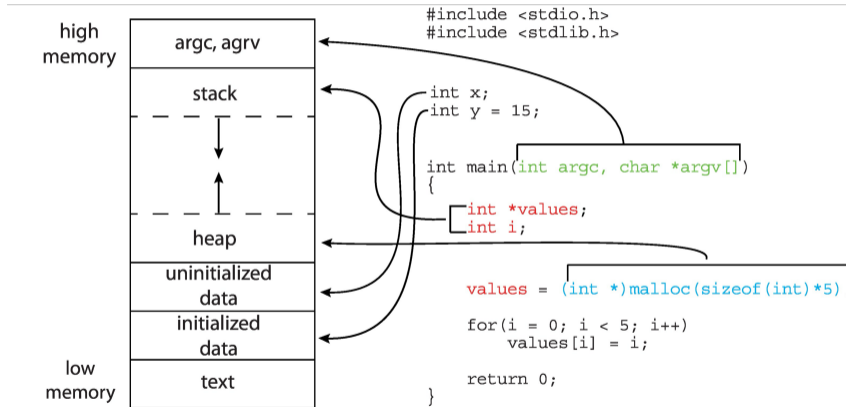 high
memory
argc, agrv
stack
heap
uninitialized
data
initialized
data
low
memory
text
#include <stdio.h>
#include <stdlib.h>
int x;
int y = 15;
int main(int argc, char *argv[])
{
int *values;
int i;
values = (int *)malloc(sizeof(int)*5)
for(i = 0; i < 5; i++)
values[i] = i;
return 0;
}